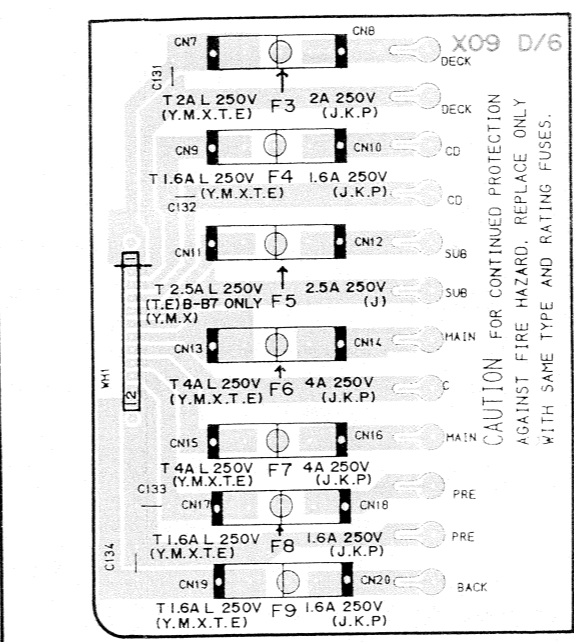 CN7
CN8
X09 D/6
DECK
C131
T 2A L 250V F3 2A 250V
(Y.M.X.T.E) (J.K.P)
DECK
CN9
CN10
CD
T 1.6A L 250V F4 1.6A 250V
(Y.M.X.T.E) (J.K.P)
C132
CD
CN11
CN12
SUB
T 2.5A L 250V F5 2.5A 250V
(T.E) B-B7 ONLY (J)
(Y.M.X)
SUB
1
WH1
12
CN13
CN14
MAIN
T 4A L 250V F6 4A 250V
(Y.M.X.T.E) (J.K.P)
C
CN15
CN16
MAIN
T 4A L 250V F7 4A 250V
(Y.M.X.T.E) (J.K.P)
C133
CN17
CN18
PRE
T 1.6A L 250V F8 1.6A 250V
(Y.M.X.T.E) (J.K.P)
PRE
C134
CN19
CN20
BACK
T 1.6A L 250V F9 1.6A 250V
(Y.M.X.T.E) (J.K.P)
CAUTION FOR CONTINUED PROTECTION
AGAINST FIRE HAZARD, REPLACE ONLY
WITH SAME TYPE AND RATING FUSES.